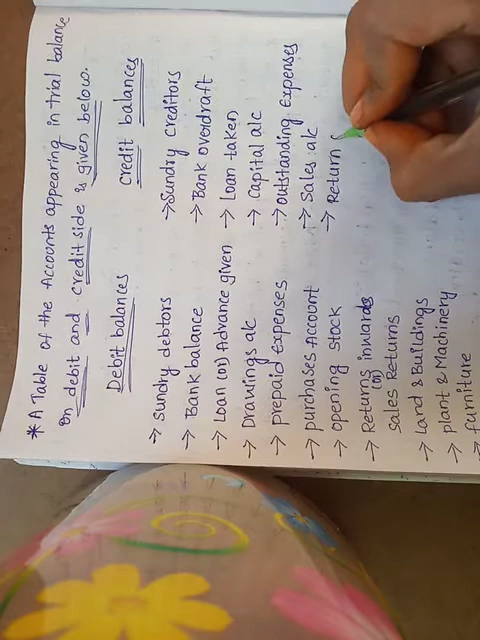 * A Table of the Accounts appearing in trial balance
on debit and credit side is given below.
Debit balances
→ Sundry debtors
→ Bank balance
→ Loan (or) Advance given
→ Drawings a/c
→ prepaid expenses
→ purchases Account
→ opening stock
→ Returns inwards
(or)
Sales Returns
→ land & Buildings
→ plant & Machinery
→ furniture
credit balances
→ Sundry creditors
→ Bank overdraft
→ Loan taken
→ Capital a/c
→ outstanding Expenses
→ Sales a/c
→ Return